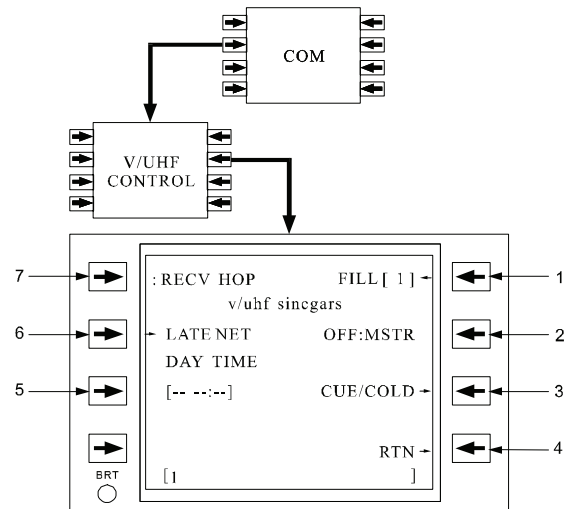 COM
V/UHF
CONTROL
7
:RECV HOP
FILL[ 1]
1
v/uhf sincgars
6
LATE NET
OFF:MSTR
2
DAY TIME
5
[-- --:--]
CUE/COLD
3
RTN
4
BRT
[1 ]